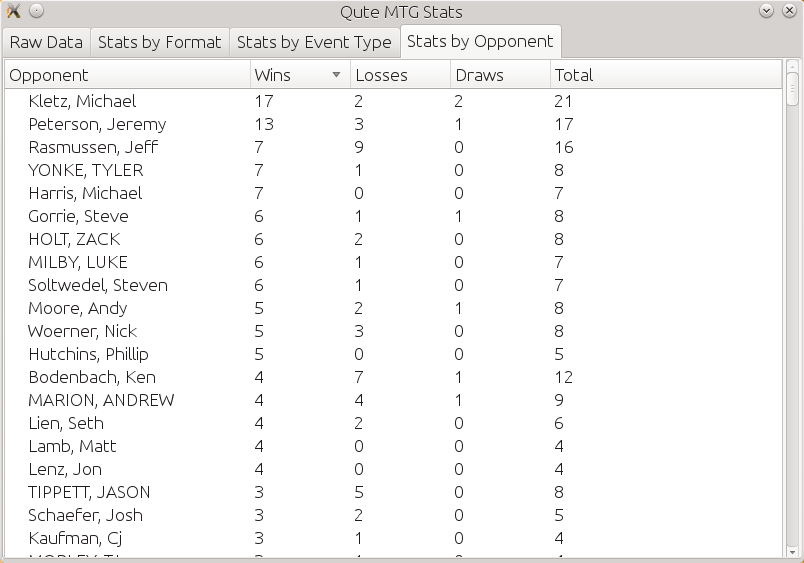 Qute MTG Stats
Raw Data Stats by Format Stats by Event Type Stats by Opponent
Opponent Wins Losses Draws Total
Kletz, Michael 17 2 2 21
Peterson, Jeremy 13 3 1 17
Rasmussen, Jeff 7 9 0 16
YONKE, TYLER 7 1 0 8
Harris, Michael 7 0 0 7
Gorrie, Steve 6 1 1 8
HOLT, ZACK 6 2 0 8
MILBY, LUKE 6 1 0 7
Soltwedel, Steven 6 1 0 7
Moore, Andy 5 2 1 8
Woerner, Nick 5 3 0 8
Hutchins, Phillip 5 0 0 5
Bodenbach, Ken 4 7 1 12
MARION, ANDREW 4 4 1 9
Lien, Seth 4 2 0 6
Lamb, Matt 4 0 0 4
Lenz, Jon 4 0 0 4
TIPPETT, JASON 3 5 0 8
Schaefer, Josh 3 2 0 5
Kaufman, Cj 3 1 0 4